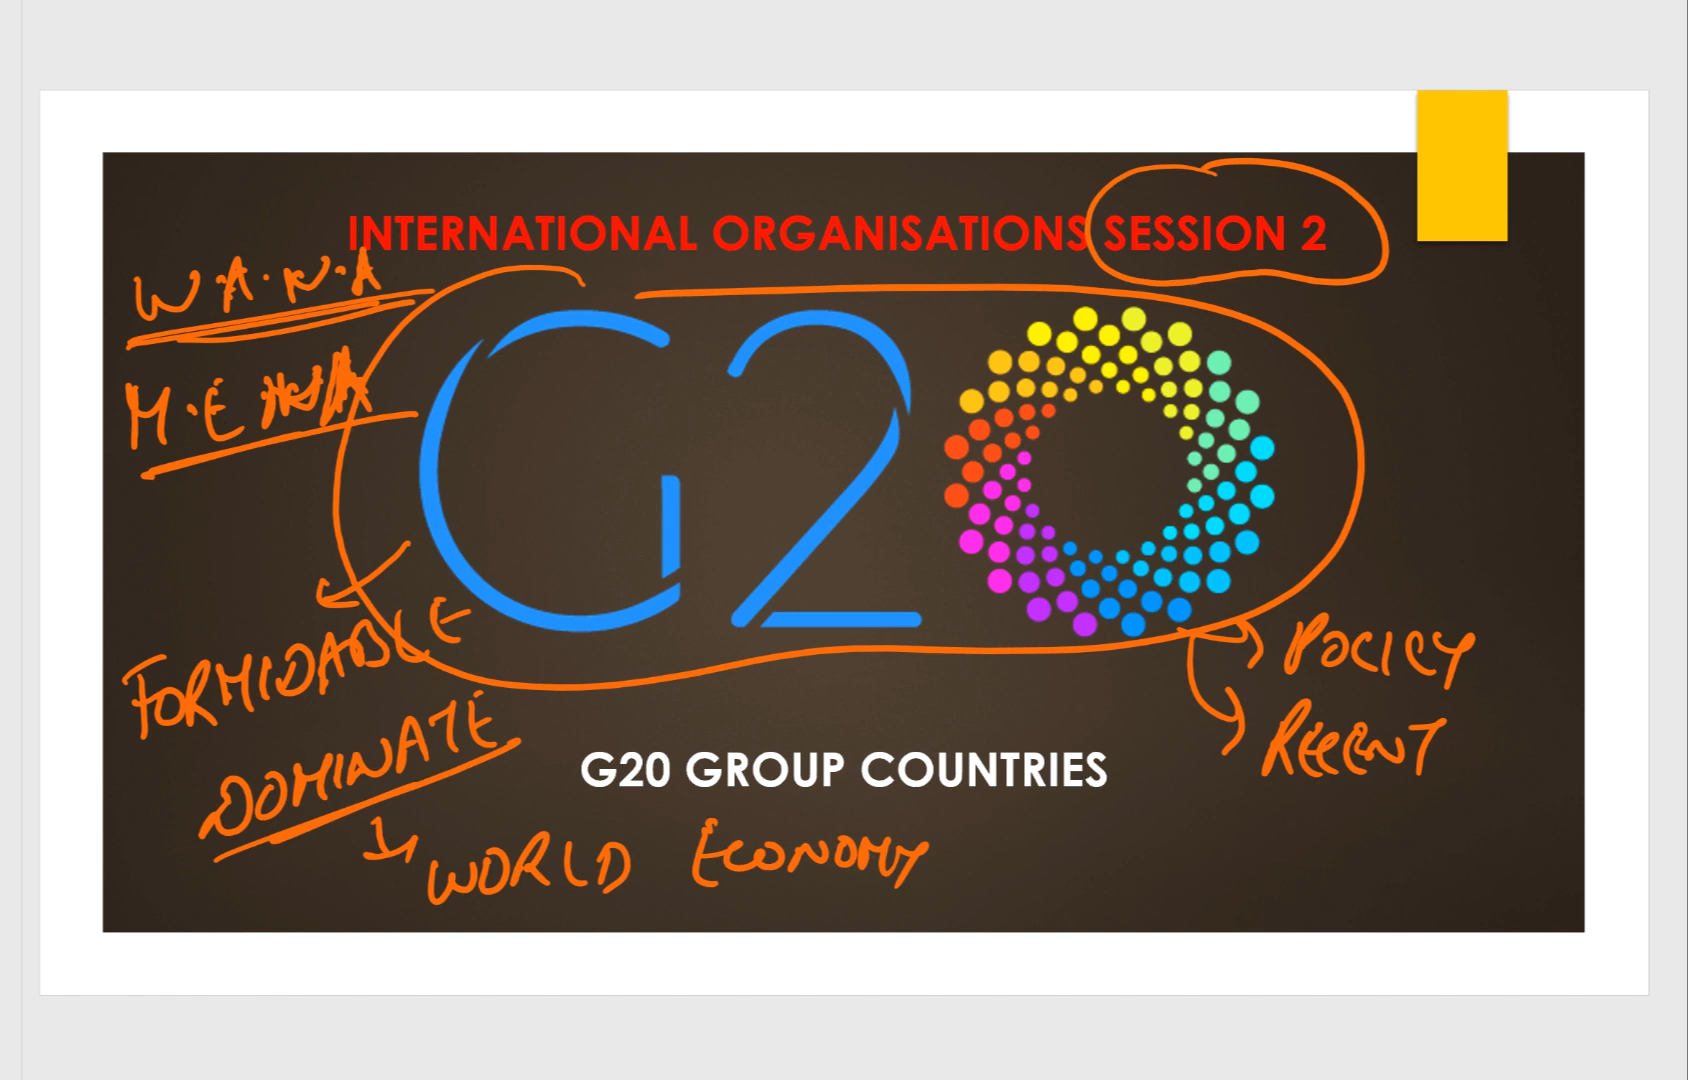 INTERNATIONAL ORGANISATIONS SESSION 2
W.A.N.A
M.E
G20
FORMIDABLE
DOMINATE
WORLD ECONOMY
POLICY
RECENT
G20 GROUP COUNTRIES